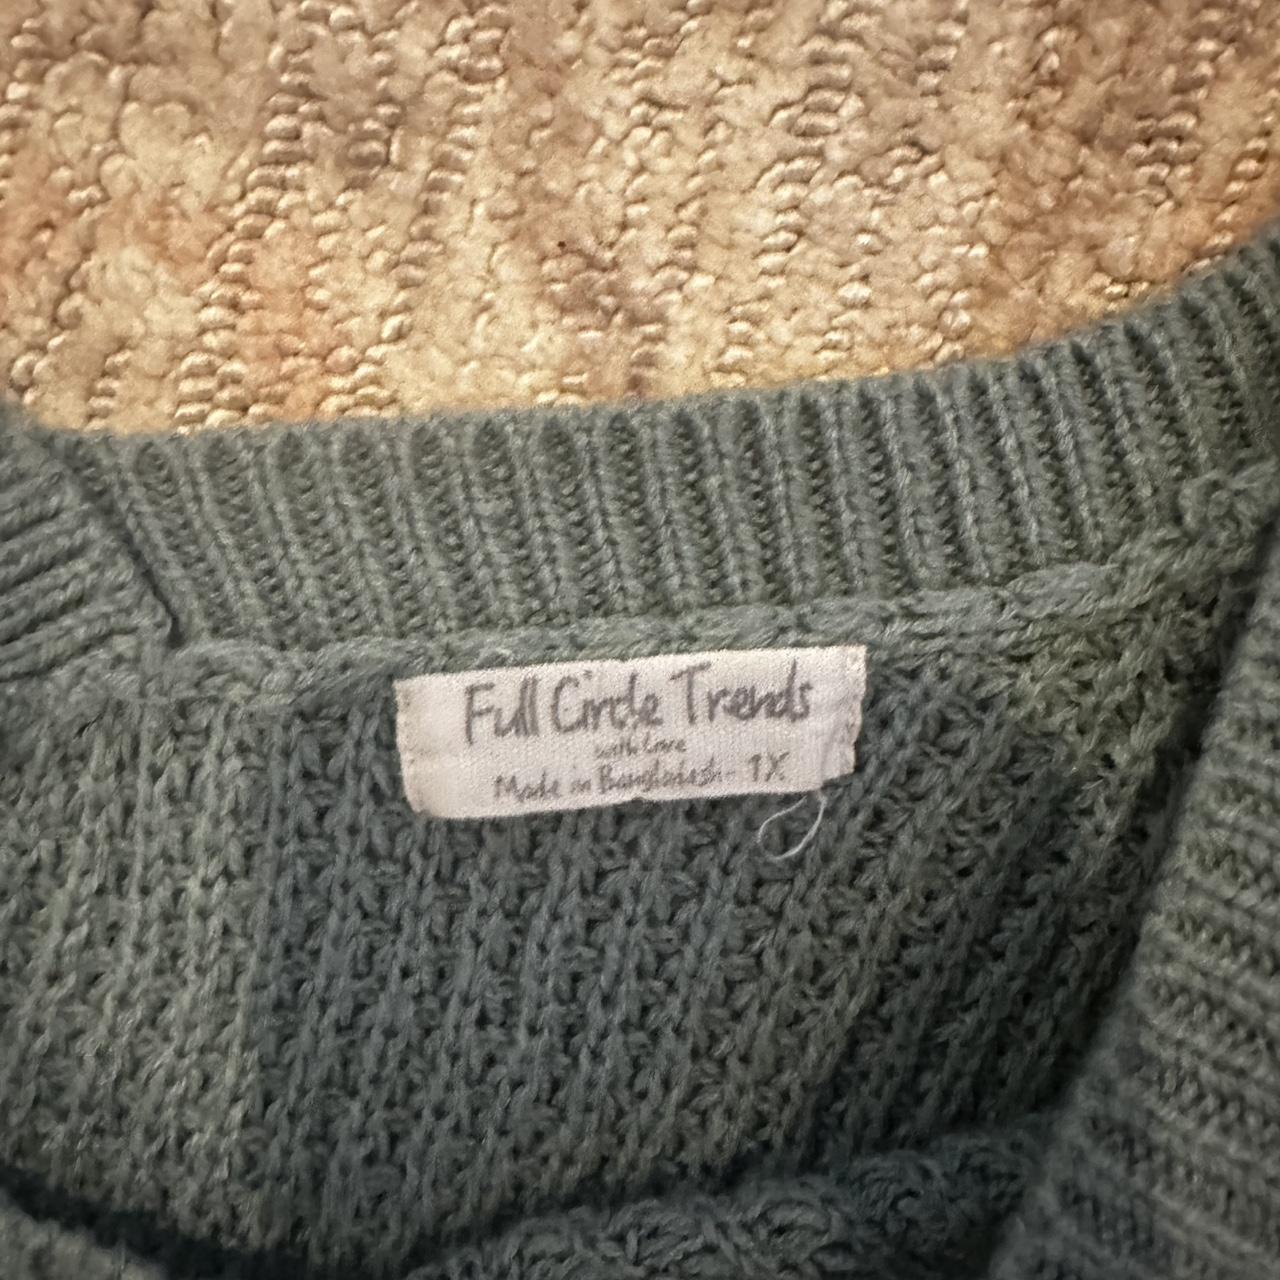 Full Circle Trends
with Love
Made in Bangladesh - 1X